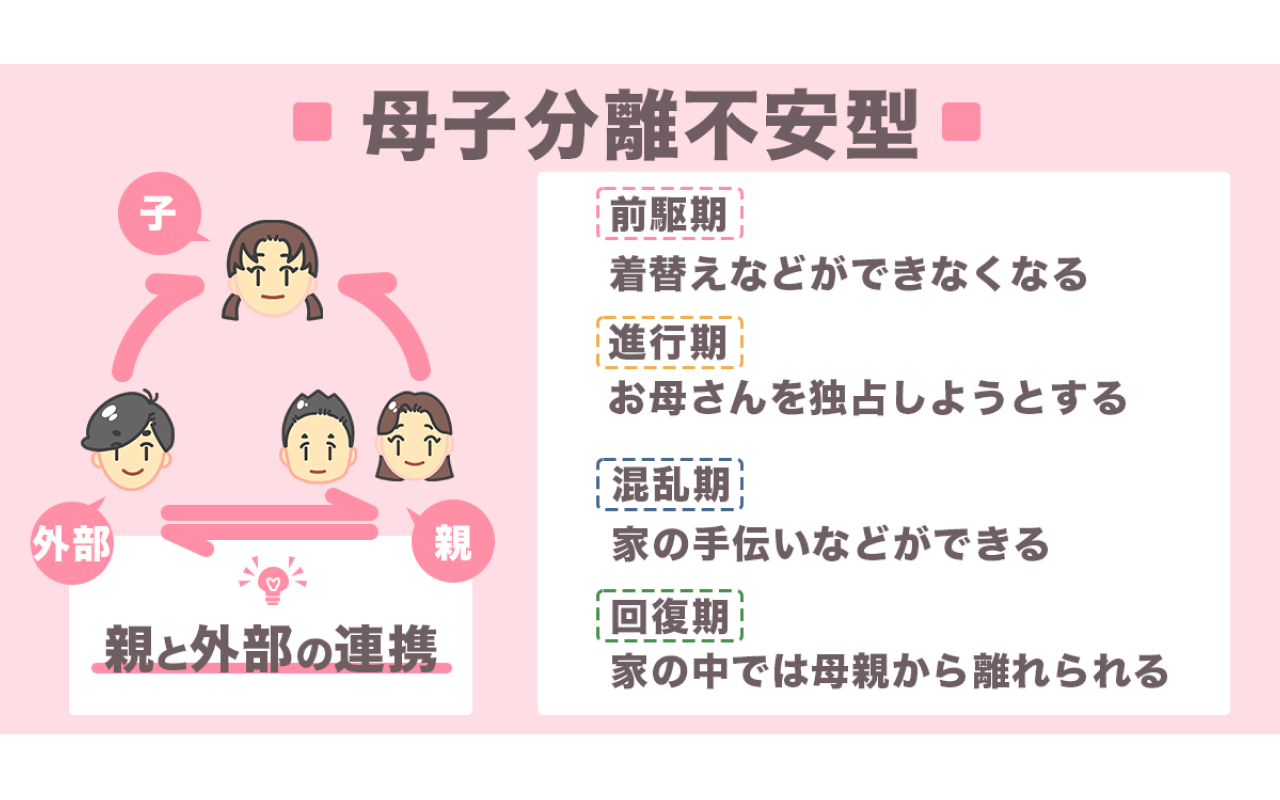 母子分離不安型
子
外部
親
親と外部の連携
前駆期
着替えなどができなくなる
進行期
お母さんを独占しようとする
混乱期
家の手伝いなどができる
回復期
家の中では母親から離れられる